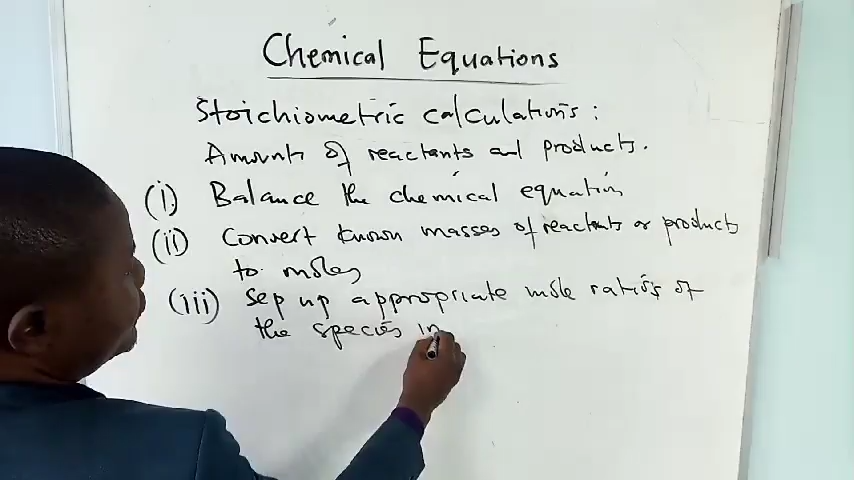 Chemical Equations
Stoichiometric calculations:
Amounts of reactants and products.
(i) Balance the chemical equation
(ii) Convert known masses of reactants or products
to moles
(iii) Sep up appropriate mole ratios of
the species in